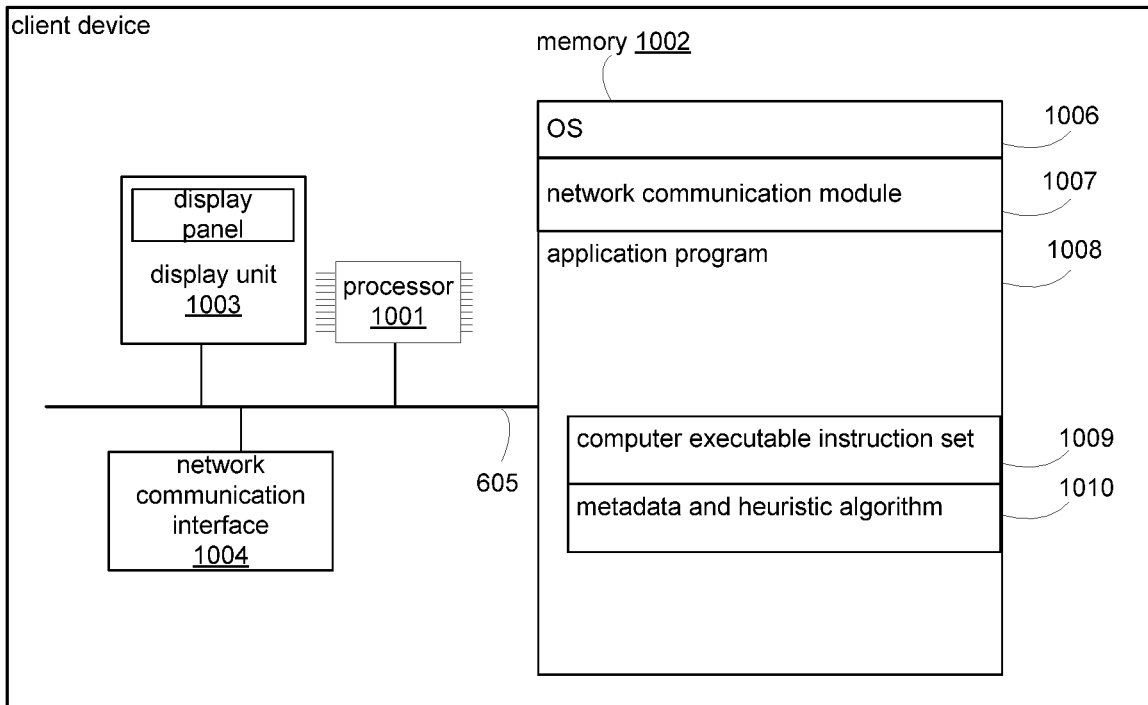 client device
memory 1002
OS
1006
network communication module
1007
application program
1008
display
panel
display unit
1003
processor
1001
computer executable instruction set
1009
metadata and heuristic algorithm
1010
605
network
communication
interface
1004